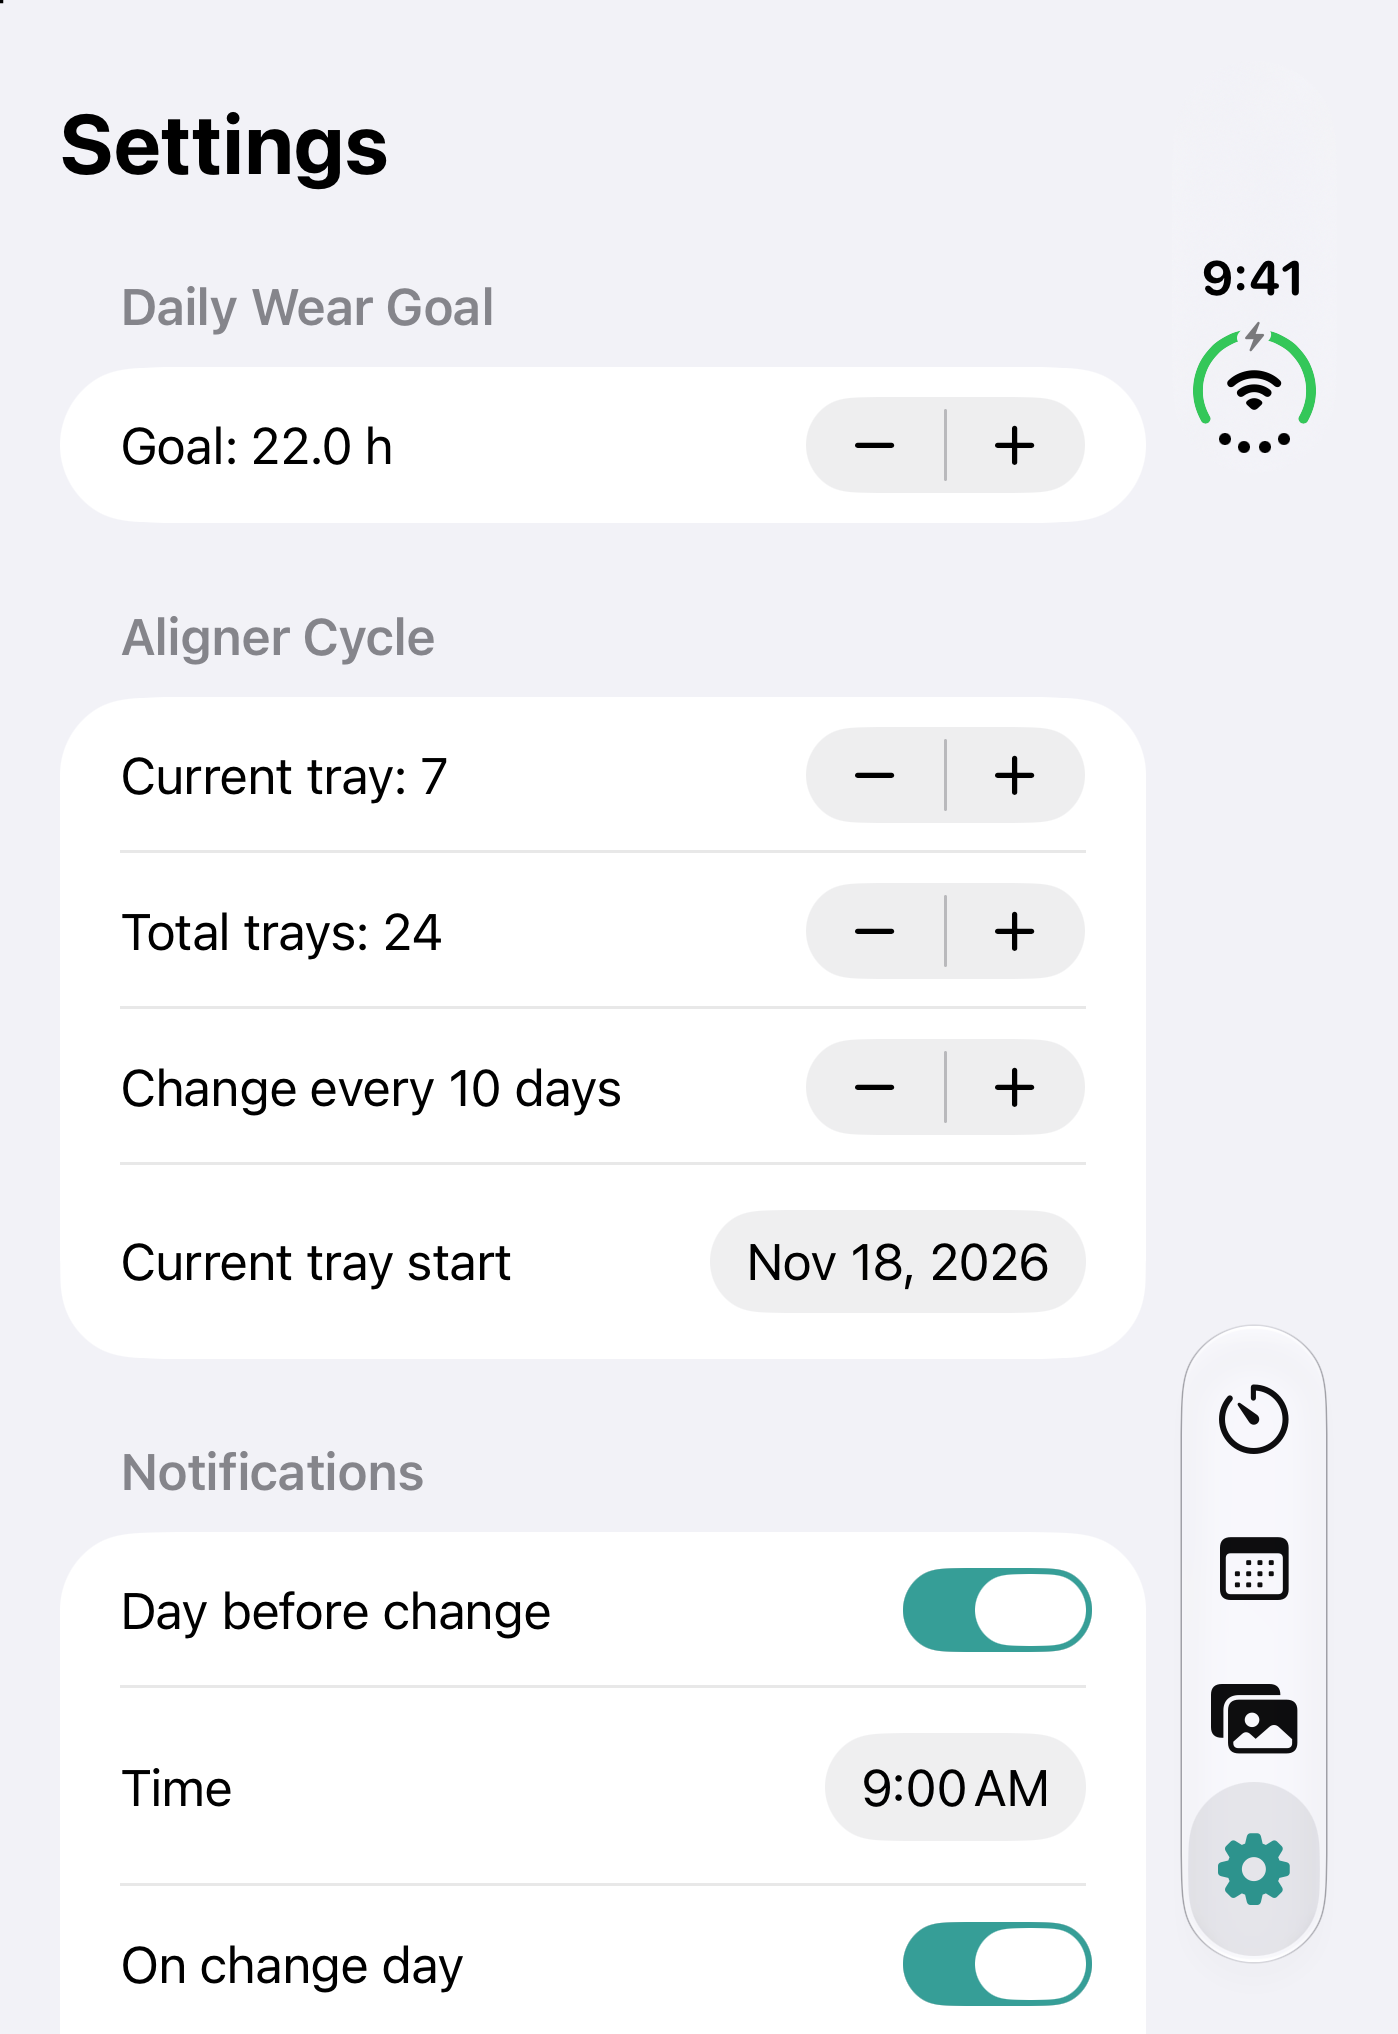 Settings
9:41
Daily Wear Goal
Goal: 22.0 h
Aligner Cycle
Current tray: 7
Total trays: 24
Change every 10 days
Current tray start
Nov 18, 2026
Notifications
Day before change
Time
9:00 AM
On change day